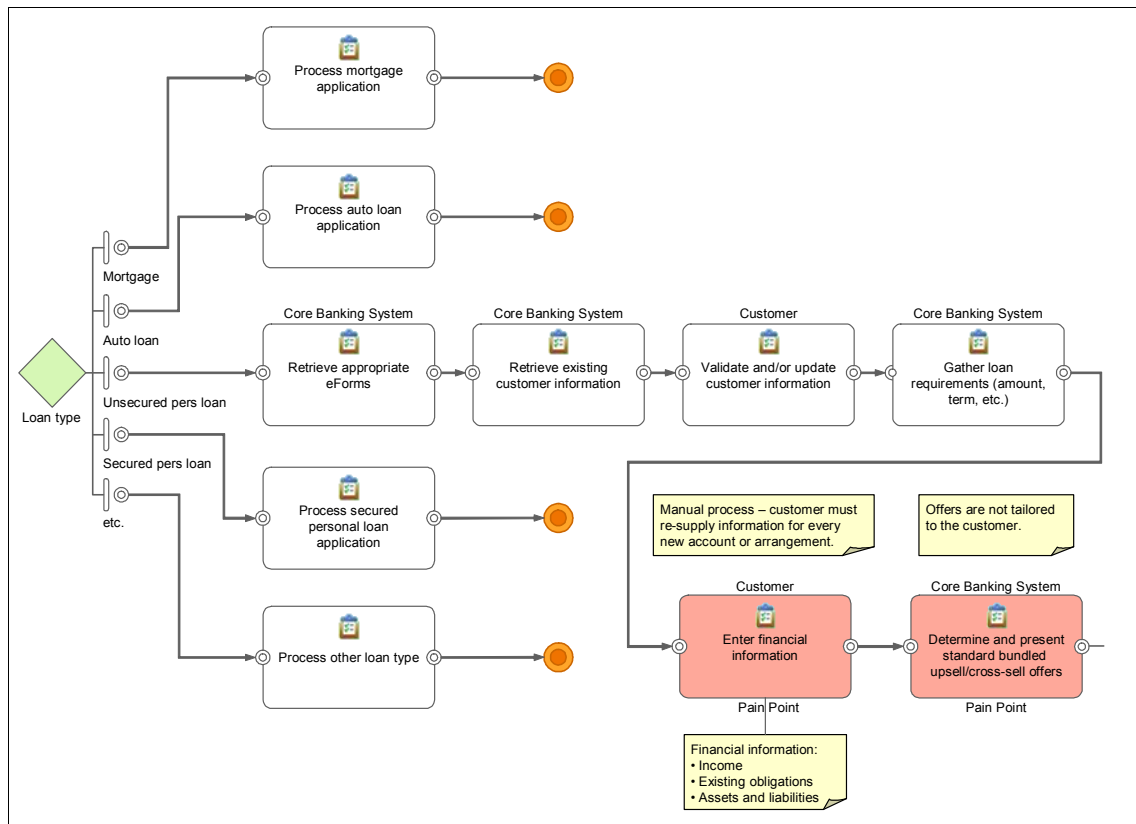 Process mortgage
application
Process auto loan
application
Mortgage
Auto loan
Unsecured pers loan
Secured pers loan
etc.
Loan type
Core Banking System
Retrieve appropriate
eForms
Core Banking System
Retrieve existing
customer information
Customer
Validate and/or update
customer information
Core Banking System
Gather loan
requirements (amount,
term, etc.)
Process secured
personal loan
application
Process other loan type
Manual process – customer must
re-supply information for every
new account or arrangement.
Offers are not tailored
to the customer.
Customer
Enter financial
information
Pain Point
Core Banking System
Determine and present
standard bundled
upsell/cross-sell offers
Pain Point
Financial information:
• Income
• Existing obligations
• Assets and liabilities